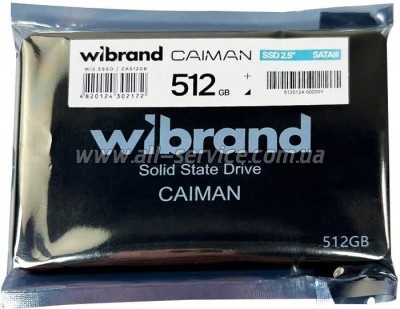 wibrand CAIMAN SSD 2.5" SATAIII
WI2.5SSD / CA512GB
512 GB
4820124302172
wibrand
www.all-service.com.ua
Solid State Drive
CAIMAN
512GB